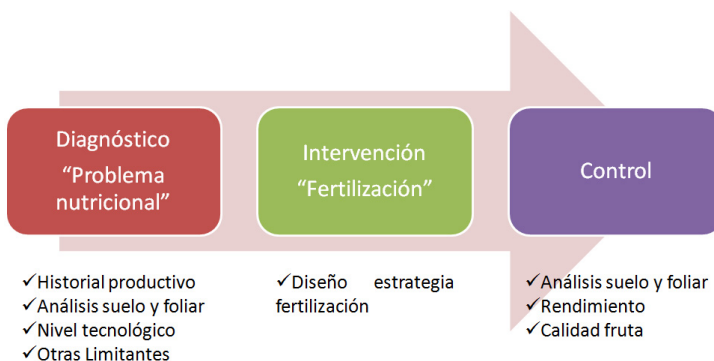 Diagnóstico
“Problema
nutricional”
Intervención
“Fertilización”
Control
✓Historial productivo
✓Análisis suelo y foliar
✓Nivel tecnológico
✓Otras Limitantes
✓Diseño estrategia
fertilización
✓Análisis suelo y foliar
✓Rendimiento
✓Calidad fruta